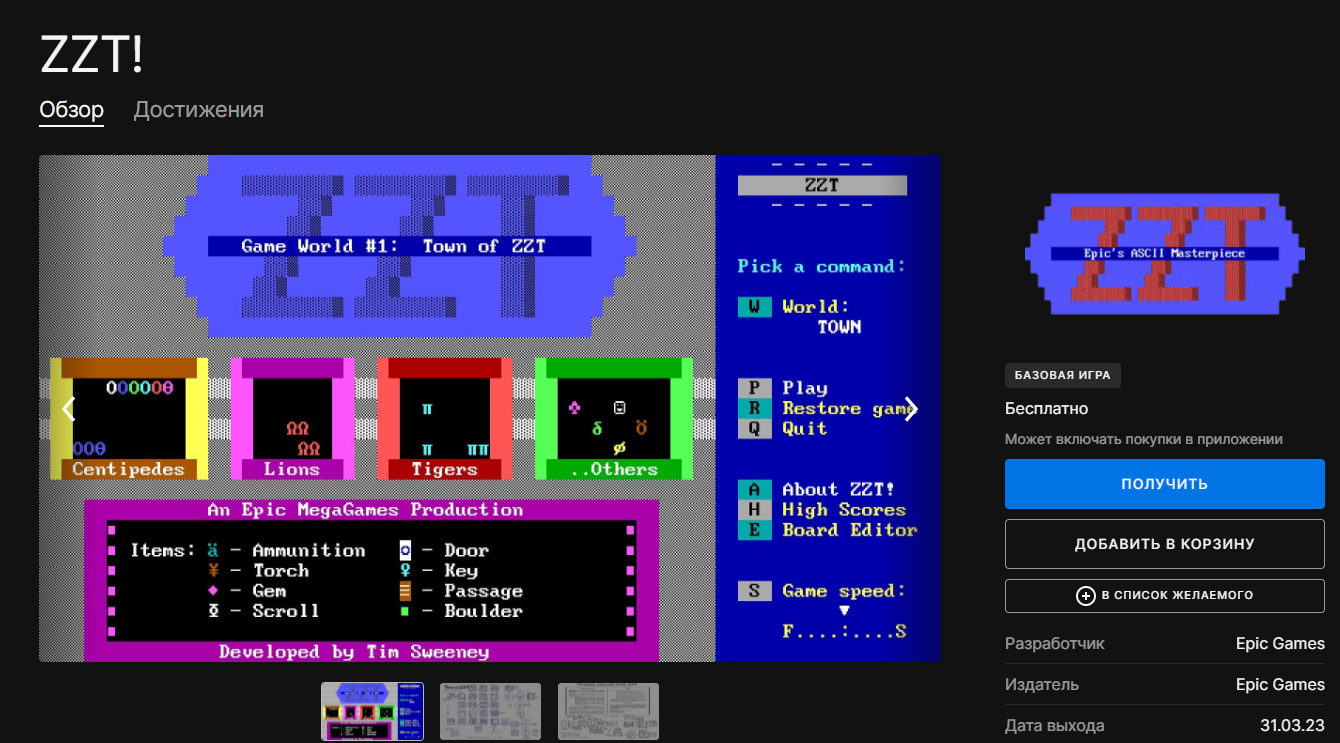 ZZT!
Обзор Достижения
Game World #1: Town of ZZT
Centipedes
Lions
Tigers
..Others
An Epic MegaGames Production
Items: ä - Ammunition
¥ - Torch
♦ - Gem
Φ - Scroll
- Door
♀ - Key
≡ - Passage
■ - Boulder
Developed by Tim Sweeney
- - - - -
ZZT
- - - - -
Pick a command:
W World:
TOWN
P Play
R Restore game
Q Quit
A About ZZT!
H High Scores
E Board Editor
S Game speed:
F....:....S
ZZT
Epic's ASCII Masterpiece
БАЗОВАЯ ИГРА
Бесплатно
Может включать покупки в приложении
ПОЛУЧИТЬ
ДОБАВИТЬ В КОРЗИНУ
В СПИСОК ЖЕЛАЕМОГО
Разработчик Epic Games
Издатель Epic Games
Дата выхода 31.03.23